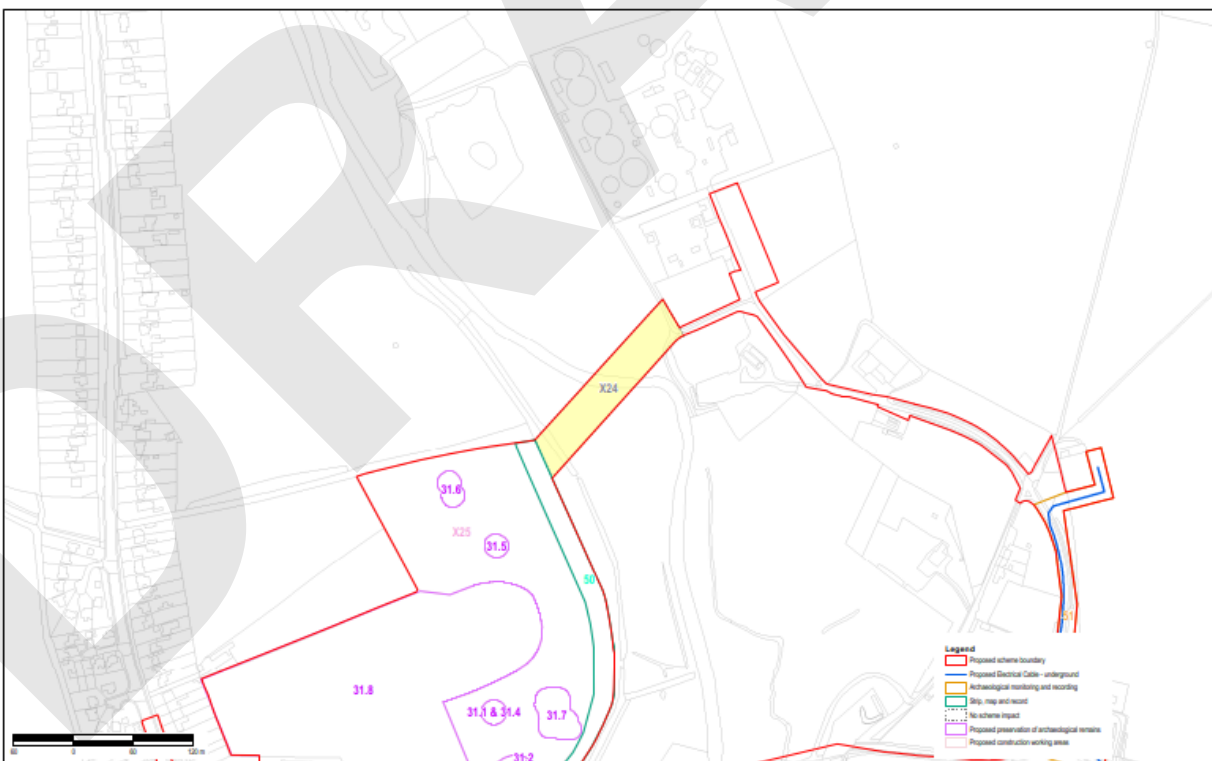 X24
31.6
X25
31.5
50
51
31.8
31.1 & 31.4
31.7
31.2
Legend
Proposed scheme boundary
Proposed Electrical Cable - underground
Archaeological monitoring and recording
Strip, map and record
No scheme impact
Proposed preservation of archaeological remains
Proposed construction working areas
60 0 60 120 m